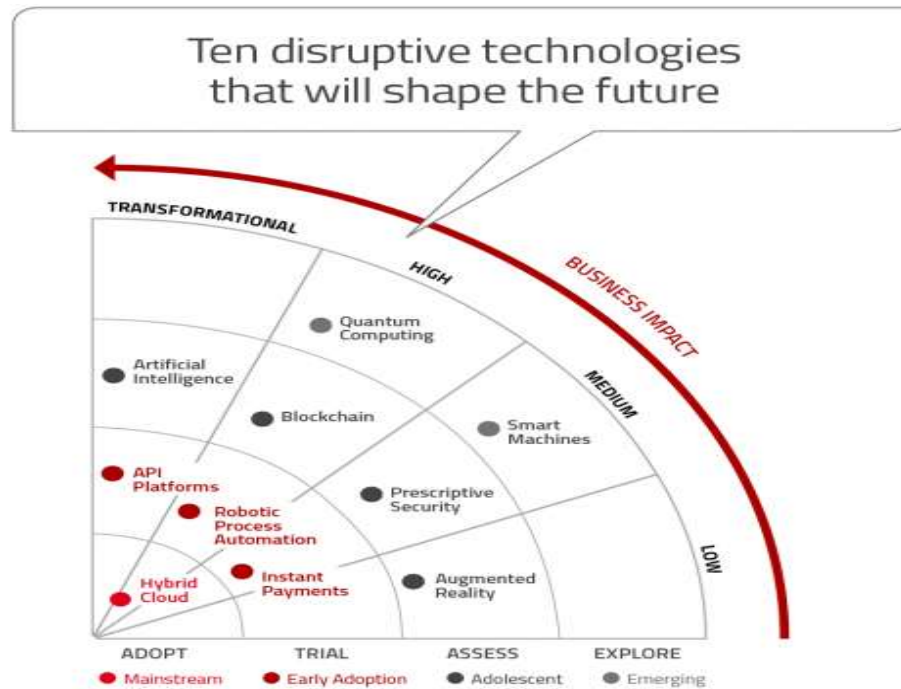 Ten disruptive technologies
that will shape the future
TRANSFORMATIONAL
HIGH
BUSINESS IMPACT
MEDIUM
LOW
Quantum
Computing
Artificial
Intelligence
Blockchain
Smart
Machines
API
Platforms
Prescriptive
Security
Robotic
Process
Automation
Hybrid
Cloud
Instant
Payments
Augmented
Reality
ADOPT TRIAL ASSESS EXPLORE
Mainstream Early Adoption Adolescent Emerging